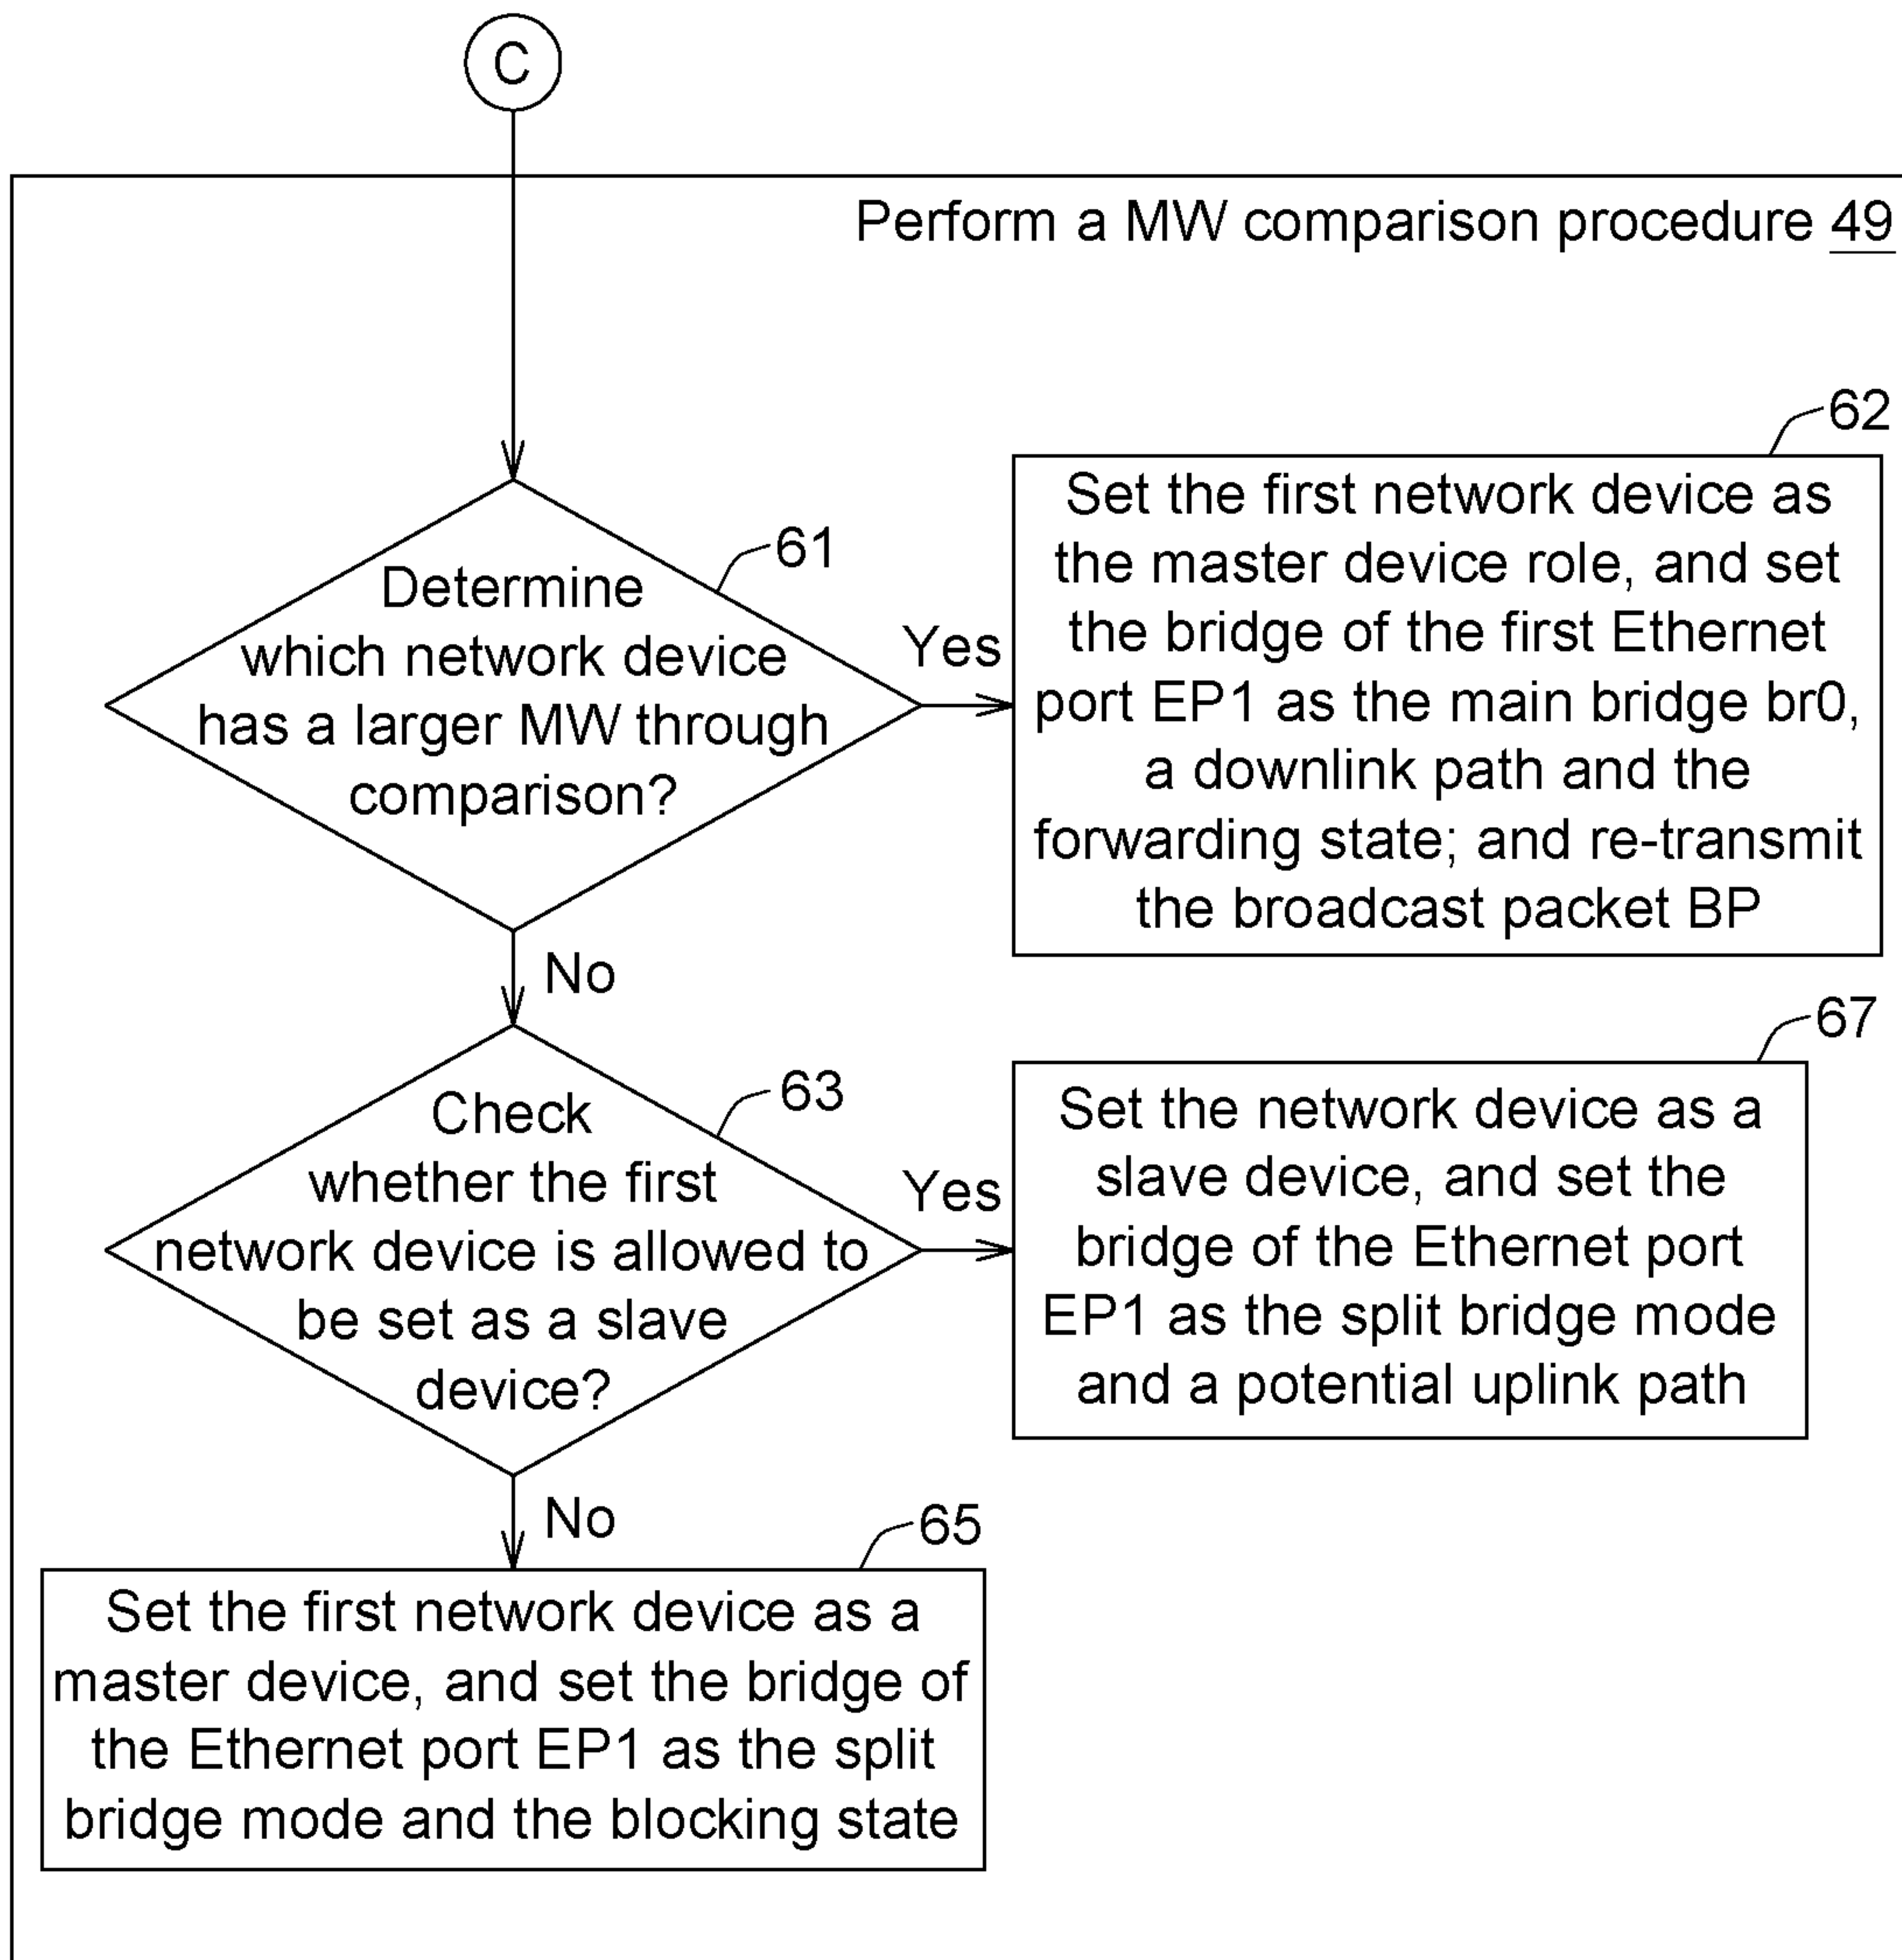 C
Perform a MW comparison procedure 49
61
Determine
which network device
has a larger MW through
comparison?
Yes
62
Set the first network device as
the master device role, and set
the bridge of the first Ethernet
port EP1 as the main bridge br0,
a downlink path and the
forwarding state; and re-transmit
the broadcast packet BP
No
63
Check
whether the first
network device is allowed to
be set as a slave
device?
Yes
67
Set the network device as a
slave device, and set the
bridge of the Ethernet port
EP1 as the split bridge mode
and a potential uplink path
No
65
Set the first network device as a
master device, and set the bridge of
the Ethernet port EP1 as the split
bridge mode and the blocking state